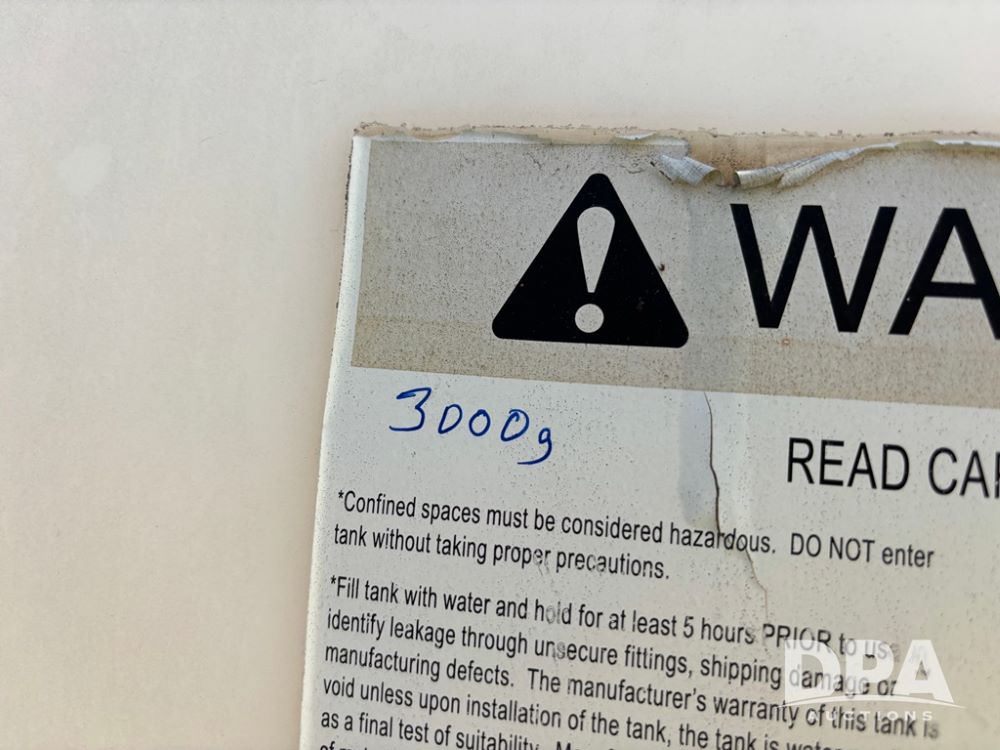 WA
3000g
READ CA
*Confined spaces must be considered hazardous. DO NOT enter
tank without taking proper precautions.
*Fill tank with water and hold for at least 5 hours PRIOR to use
identify leakage through unsecure fittings, shipping damage or
manufacturing defects. The manufacturer's warranty of this tank is
void unless upon installation of the tank, the tank is
as a final test of suitability.
DPA
AUCTIONS